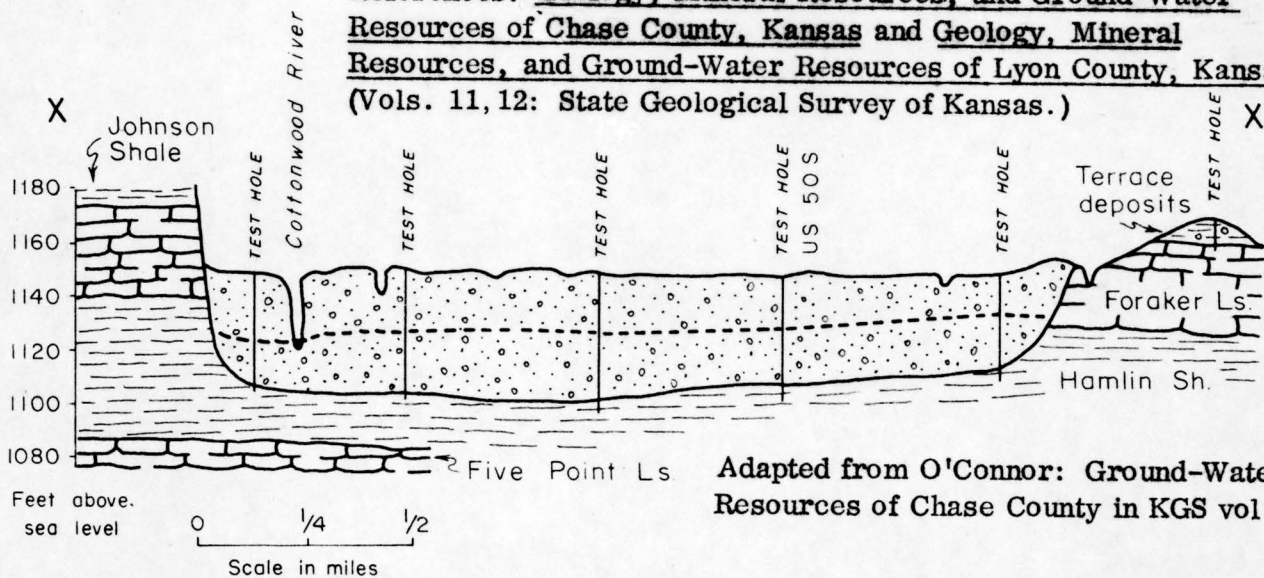 Resources of Chase County, Kansas and Geology, Mineral
Resources, and Ground-Water Resources of Lyon County, Kans
(Vols. 11,12: State Geological Survey of Kansas.)
X
X
Johnson
Shale
TEST HOLE
Cottonwood River
TEST HOLE
TEST HOLE
TEST HOLE
US 50S
TEST HOLE
Terrace
deposits
TEST HOLE
1180
1160
1140
1120
1100
1080
Foraker Ls.
Hamlin Sh.
Five Point Ls.
Feet above
sea level
0 1/4 1/2
Scale in miles
Adapted from O'Connor: Ground-Wate
Resources of Chase County in KGS vol